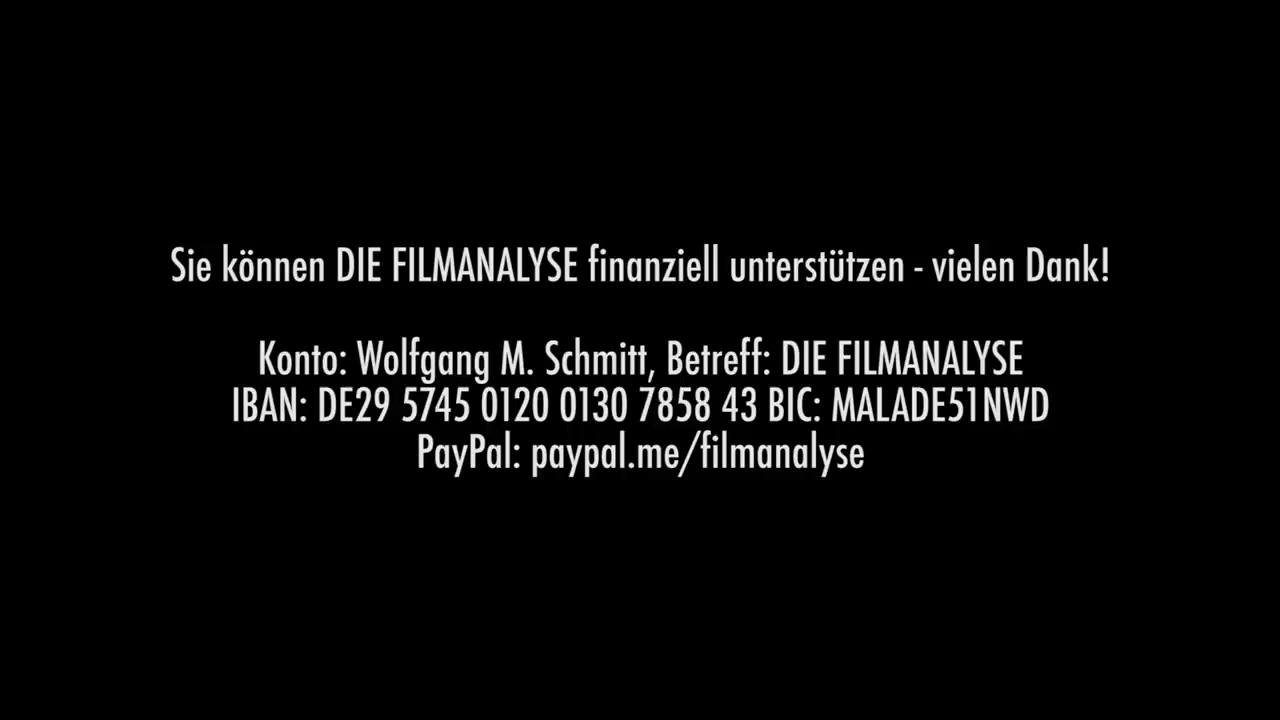 Sie können DIE FILMANALYSE finanziell unterstützen - vielen Dank!
Konto: Wolfgang M. Schmitt, Betreff: DIE FILMANALYSE
IBAN: DE29 5745 0120 0130 7858 43 BIC: MALADE51NWD
PayPal: paypal.me/filmanalyse